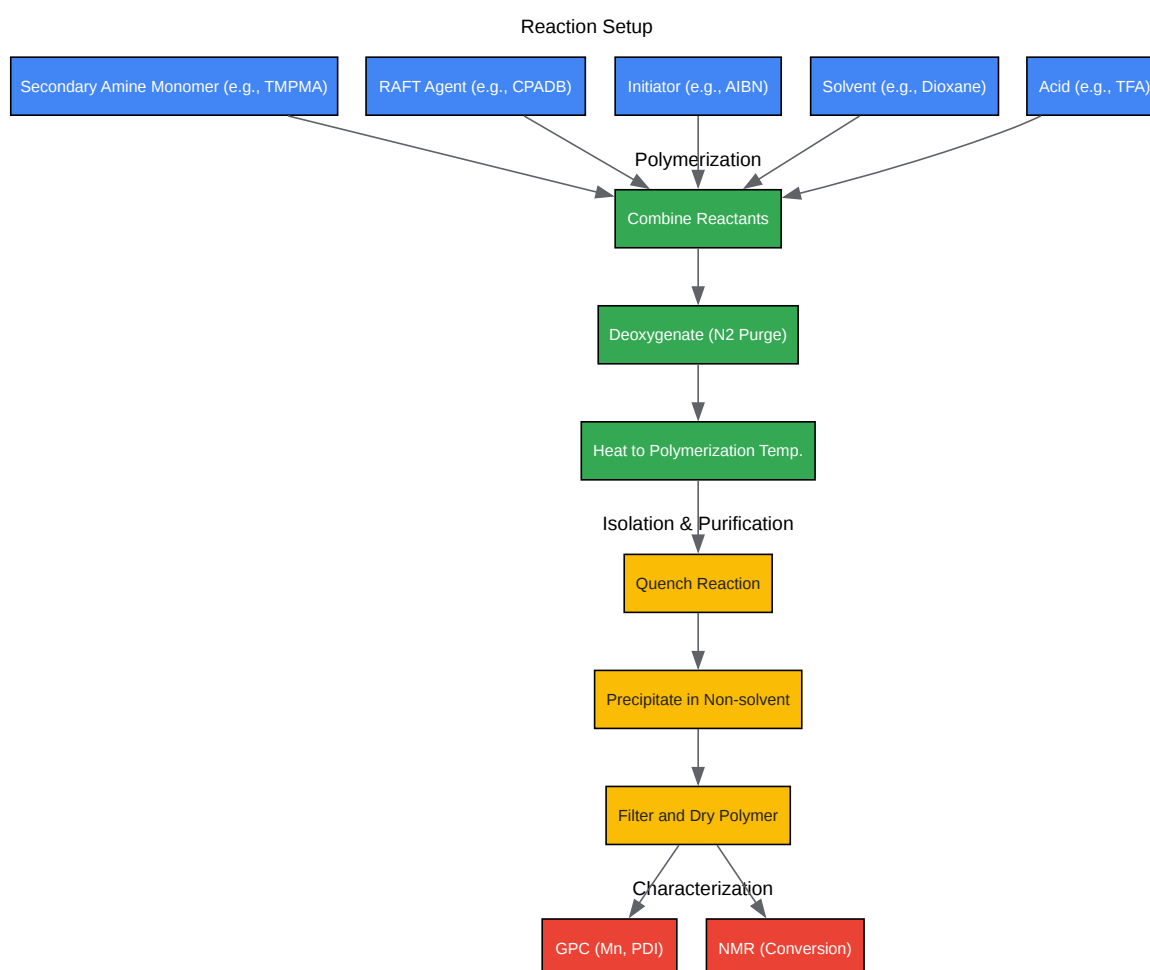 Reaction Setup
Secondary Amine Monomer (e.g., TMPMA)
RAFT Agent (e.g., CPADB)
Initiator (e.g., AIBN)
Solvent (e.g., Dioxane)
Acid (e.g., TFA)
Polymerization
Combine Reactants
Deoxygenate (N2 Purge)
Heat to Polymerization Temp.
Isolation & Purification
Quench Reaction
Precipitate in Non-solvent
Filter and Dry Polymer
Characterization
GPC (Mn, PDI)
NMR (Conversion)